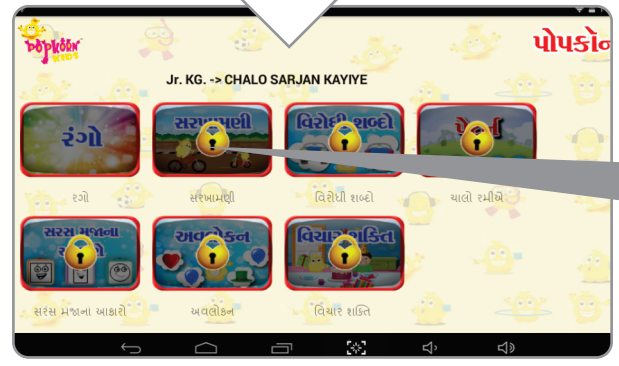 popkorn
KIDS
પોપકોન
Jr. KG. -> CHALO SARJAN KAYIYE
રંગો
સરખામણી
વિરોધી શબ્દો
રંગો
સરખામણી
વિરોધી શબ્દો
ચાલો રમીએ
સરસ મજાના
અવલોકન
વિચાર શક્તિ
સરસ મજાના આકારો
અવલોકન
વિચાર શક્તિ